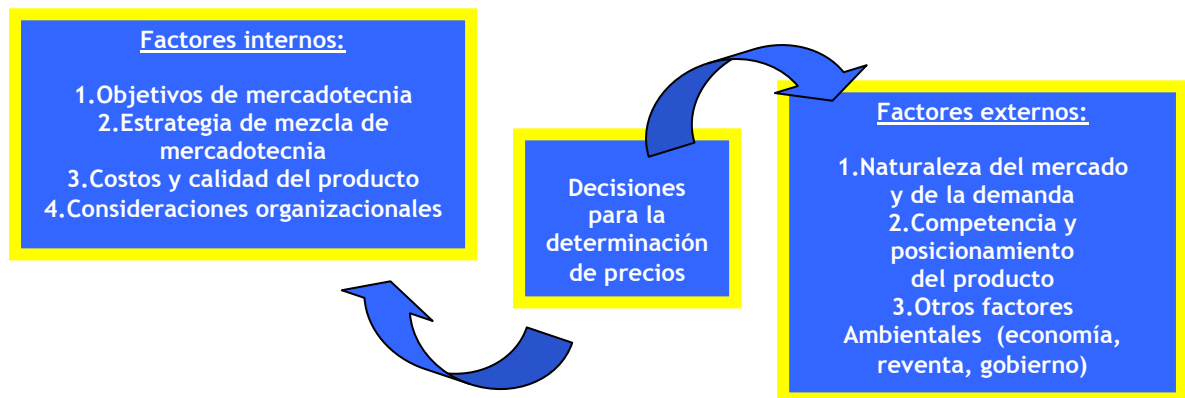 Factores internos:
1.Objetivos de mercadotecnia
2.Estrategia de mezcla de
mercadotecnia
3.Costos y calidad del producto
4.Consideraciones organizacionales
Decisiones
para la
determinación
de precios
Factores externos:
1.Naturaleza del mercado
y de la demanda
2.Competencia y
posicionamiento
del producto
3.Otros factores
Ambientales (economía,
reventa, gobierno)